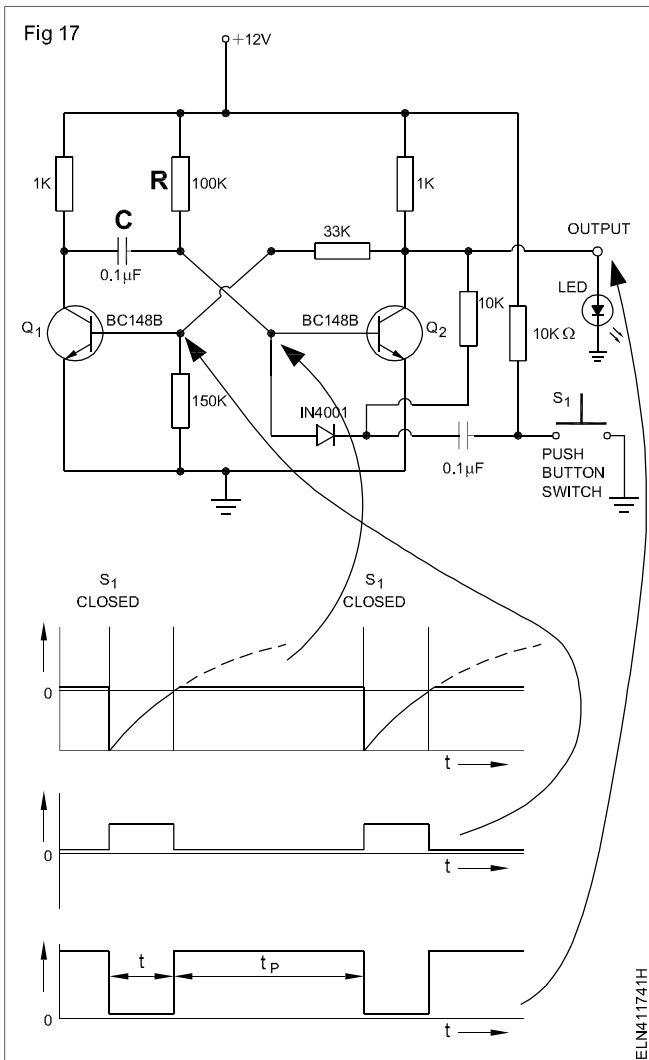 Fig 17
+12V
1K
R
100K
1K
C
0.1µF
33K
OUTPUT
LED
Q1
BC148B
BC148B
Q2
10K
10K Ω
150K
IN4001
0.1µF
S1
PUSH
BUTTON
SWITCH
S1
CLOSED
S1
CLOSED
0
t
0
t
t
tP
0
t
ELN411741H